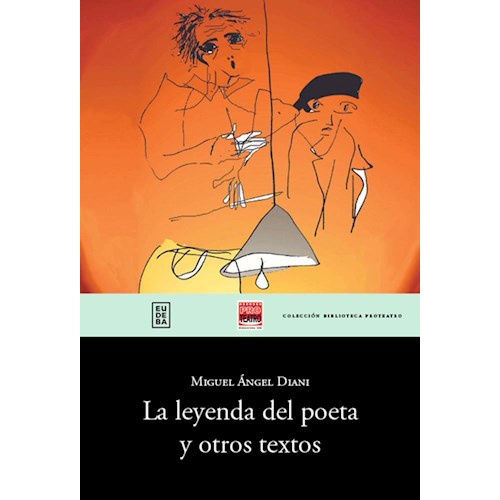 EU
DE
BA
PRO
TEATRO
COLECCIÓN BIBLIOTECA PROTEATRO
Miguel Ángel Diani
La leyenda del poeta
y otros textos